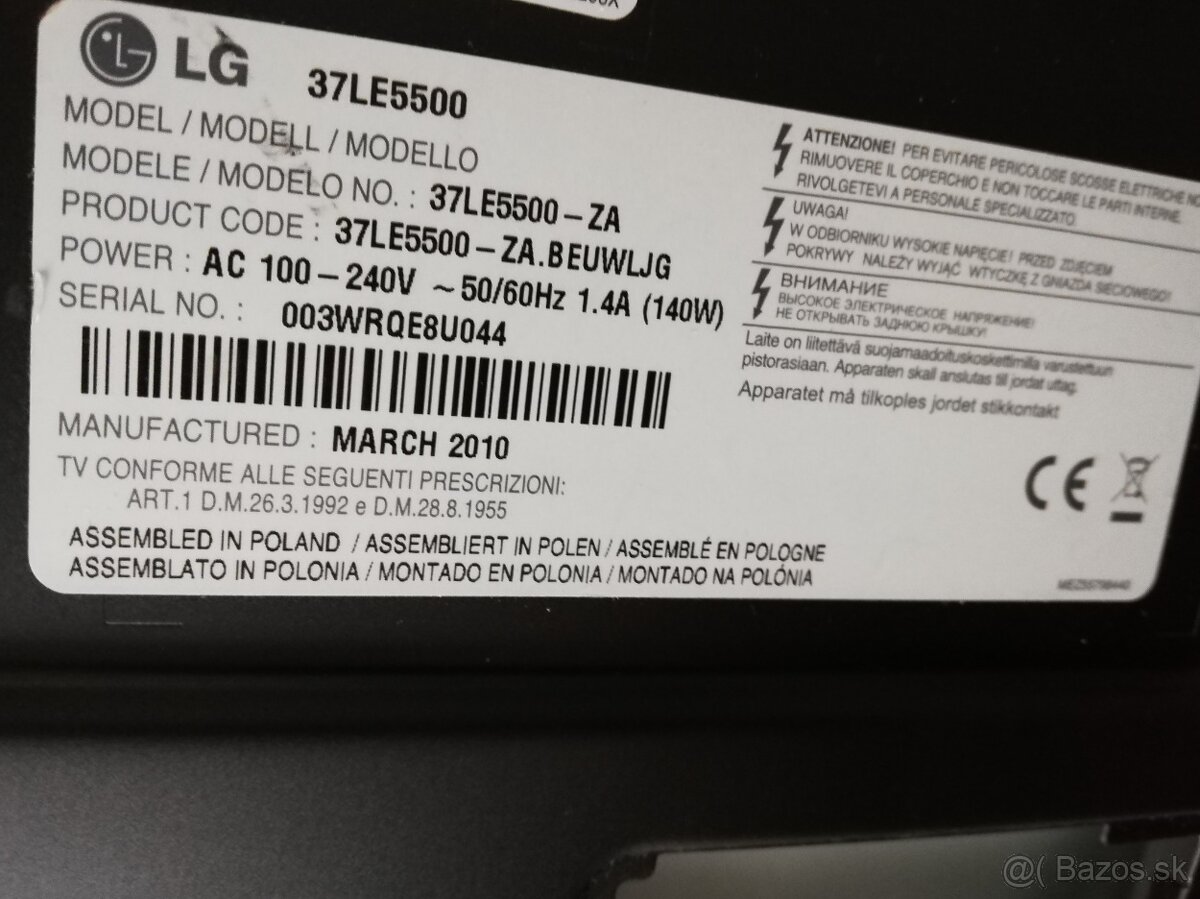 LG 37LE5500
MODEL / MODELL / MODELLO
MODELE / MODELO NO. : 37LE5500-ZA
PRODUCT CODE : 37LE5500-ZA.BEUWLJG
POWER : AC 100-240V ~50/60Hz 1.4A (140W)
SERIAL NO. : 003WRQE8U044
MANUFACTURED : MARCH 2010
TV CONFORME ALLE SEGUENTI PRESCRIZIONI:
ART.1 D.M.26.3.1992 e D.M.28.8.1955
ASSEMBLED IN POLAND / ASSEMBLIERT IN POLEN / ASSEMBLÉ EN POLOGNE
ASSEMBLATO IN POLONIA / MONTADO EN POLONIA / MONTADO NA POLÓNIA
ATTENZIONE! PER EVITARE PERICOLOSE SCOSSE ELETTRICHE NO
RIMUOVERE IL COPERCHIO E NON TOCCARE LE PARTI INTERNE.
RIVOLGETEVI A PERSONALE SPECIALIZZATO
UWAGA!
W ODBIORNIKU WYSOKIE NAPIĘCIE! PRZED ZDJĘCIEM
POKRYWY NALEŻY WYJĄĆ WTYCZKĘ Z GNIAZDA SIECIOWEGO!
ВНИМАНИЕ
ВЫСОКОЕ ЭЛЕКТРИЧЕСКОЕ НАПРЯЖЕНИЕ!
НЕ ОТКРЫВАТЬ ЗАДНЮЮ КРЫШКУ!
Laite on liitettävä suojamaadoituskoskettimilla varustettuun
pistorasiaan. Apparaten skall anslutas till jordat uttag.
Apparatet må tilkoples jordet stikkontakt
CE
@( Bazos.sk